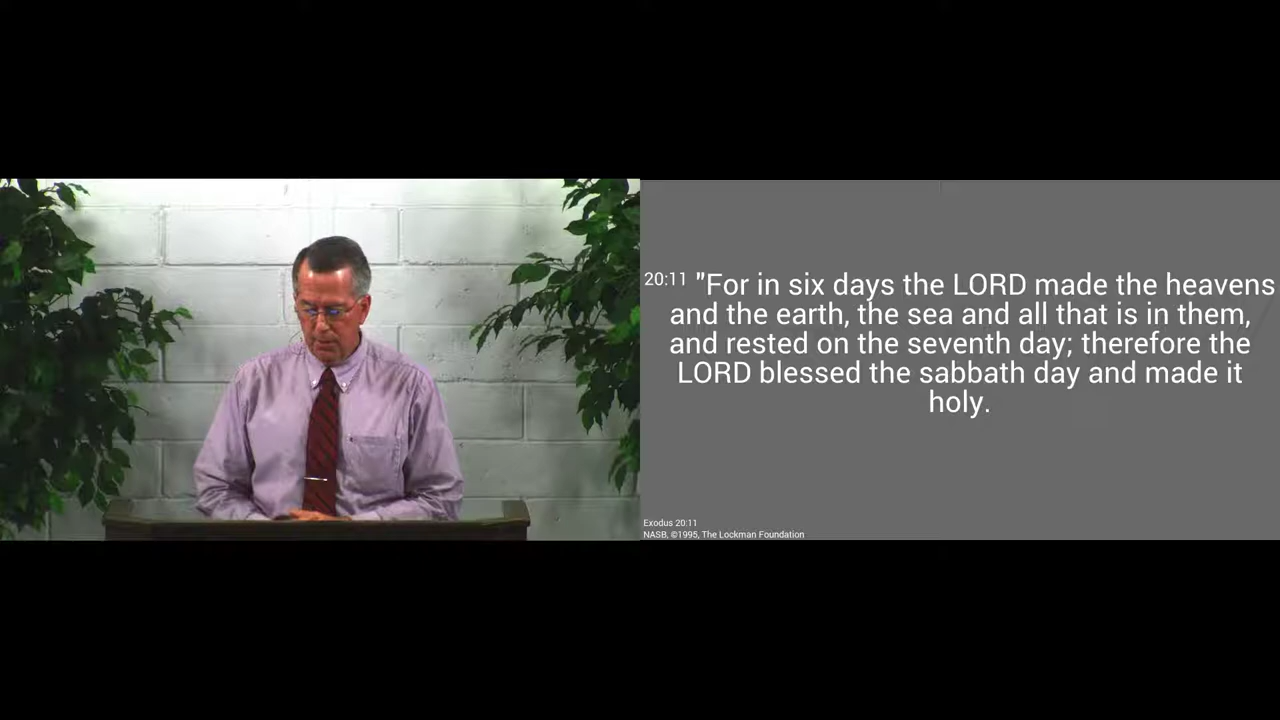 20:11 "For in six days the LORD made the heavens
and the earth, the sea and all that is in them,
and rested on the seventh day; therefore the
LORD blessed the sabbath day and made it
holy.
Exodus 20:11
NASB, ©1995, The Lockman Foundation